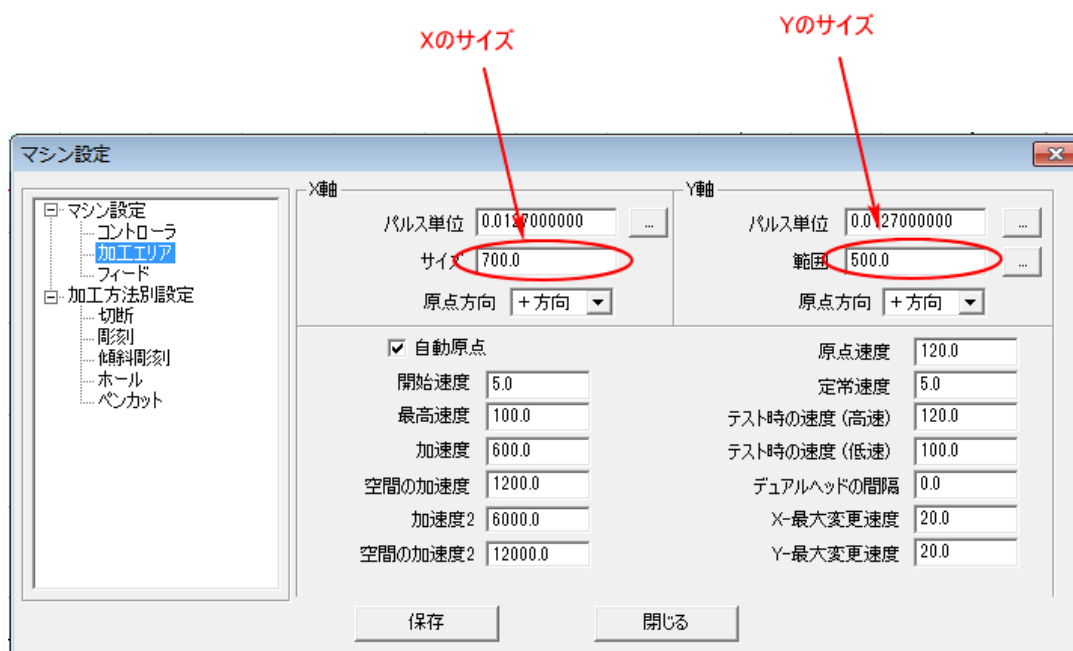 Xのサイズ
Yのサイズ
マシン設定
マシン設定
コントローラ
加工エリア
フィード
加工方法別設定
切断
彫刻
傾斜彫刻
ホール
ペンカット
X軸
パルス単位 0.0127000000 ...
サイズ 700.0
原点方向 +方向
Y軸
パルス単位 0.0127000000 ...
範囲 500.0 ...
原点方向 +方向
自動原点
開始速度 5.0
最高速度 100.0
加速度 600.0
空間の加速度 1200.0
加速度2 6000.0
空間の加速度2 12000.0
原点速度 120.0
定常速度 5.0
テスト時の速度(高速) 120.0
テスト時の速度(低速) 100.0
デュアルヘッドの間隔 0.0
X-最大変更速度 20.0
Y-最大変更速度 20.0
保存
閉じる